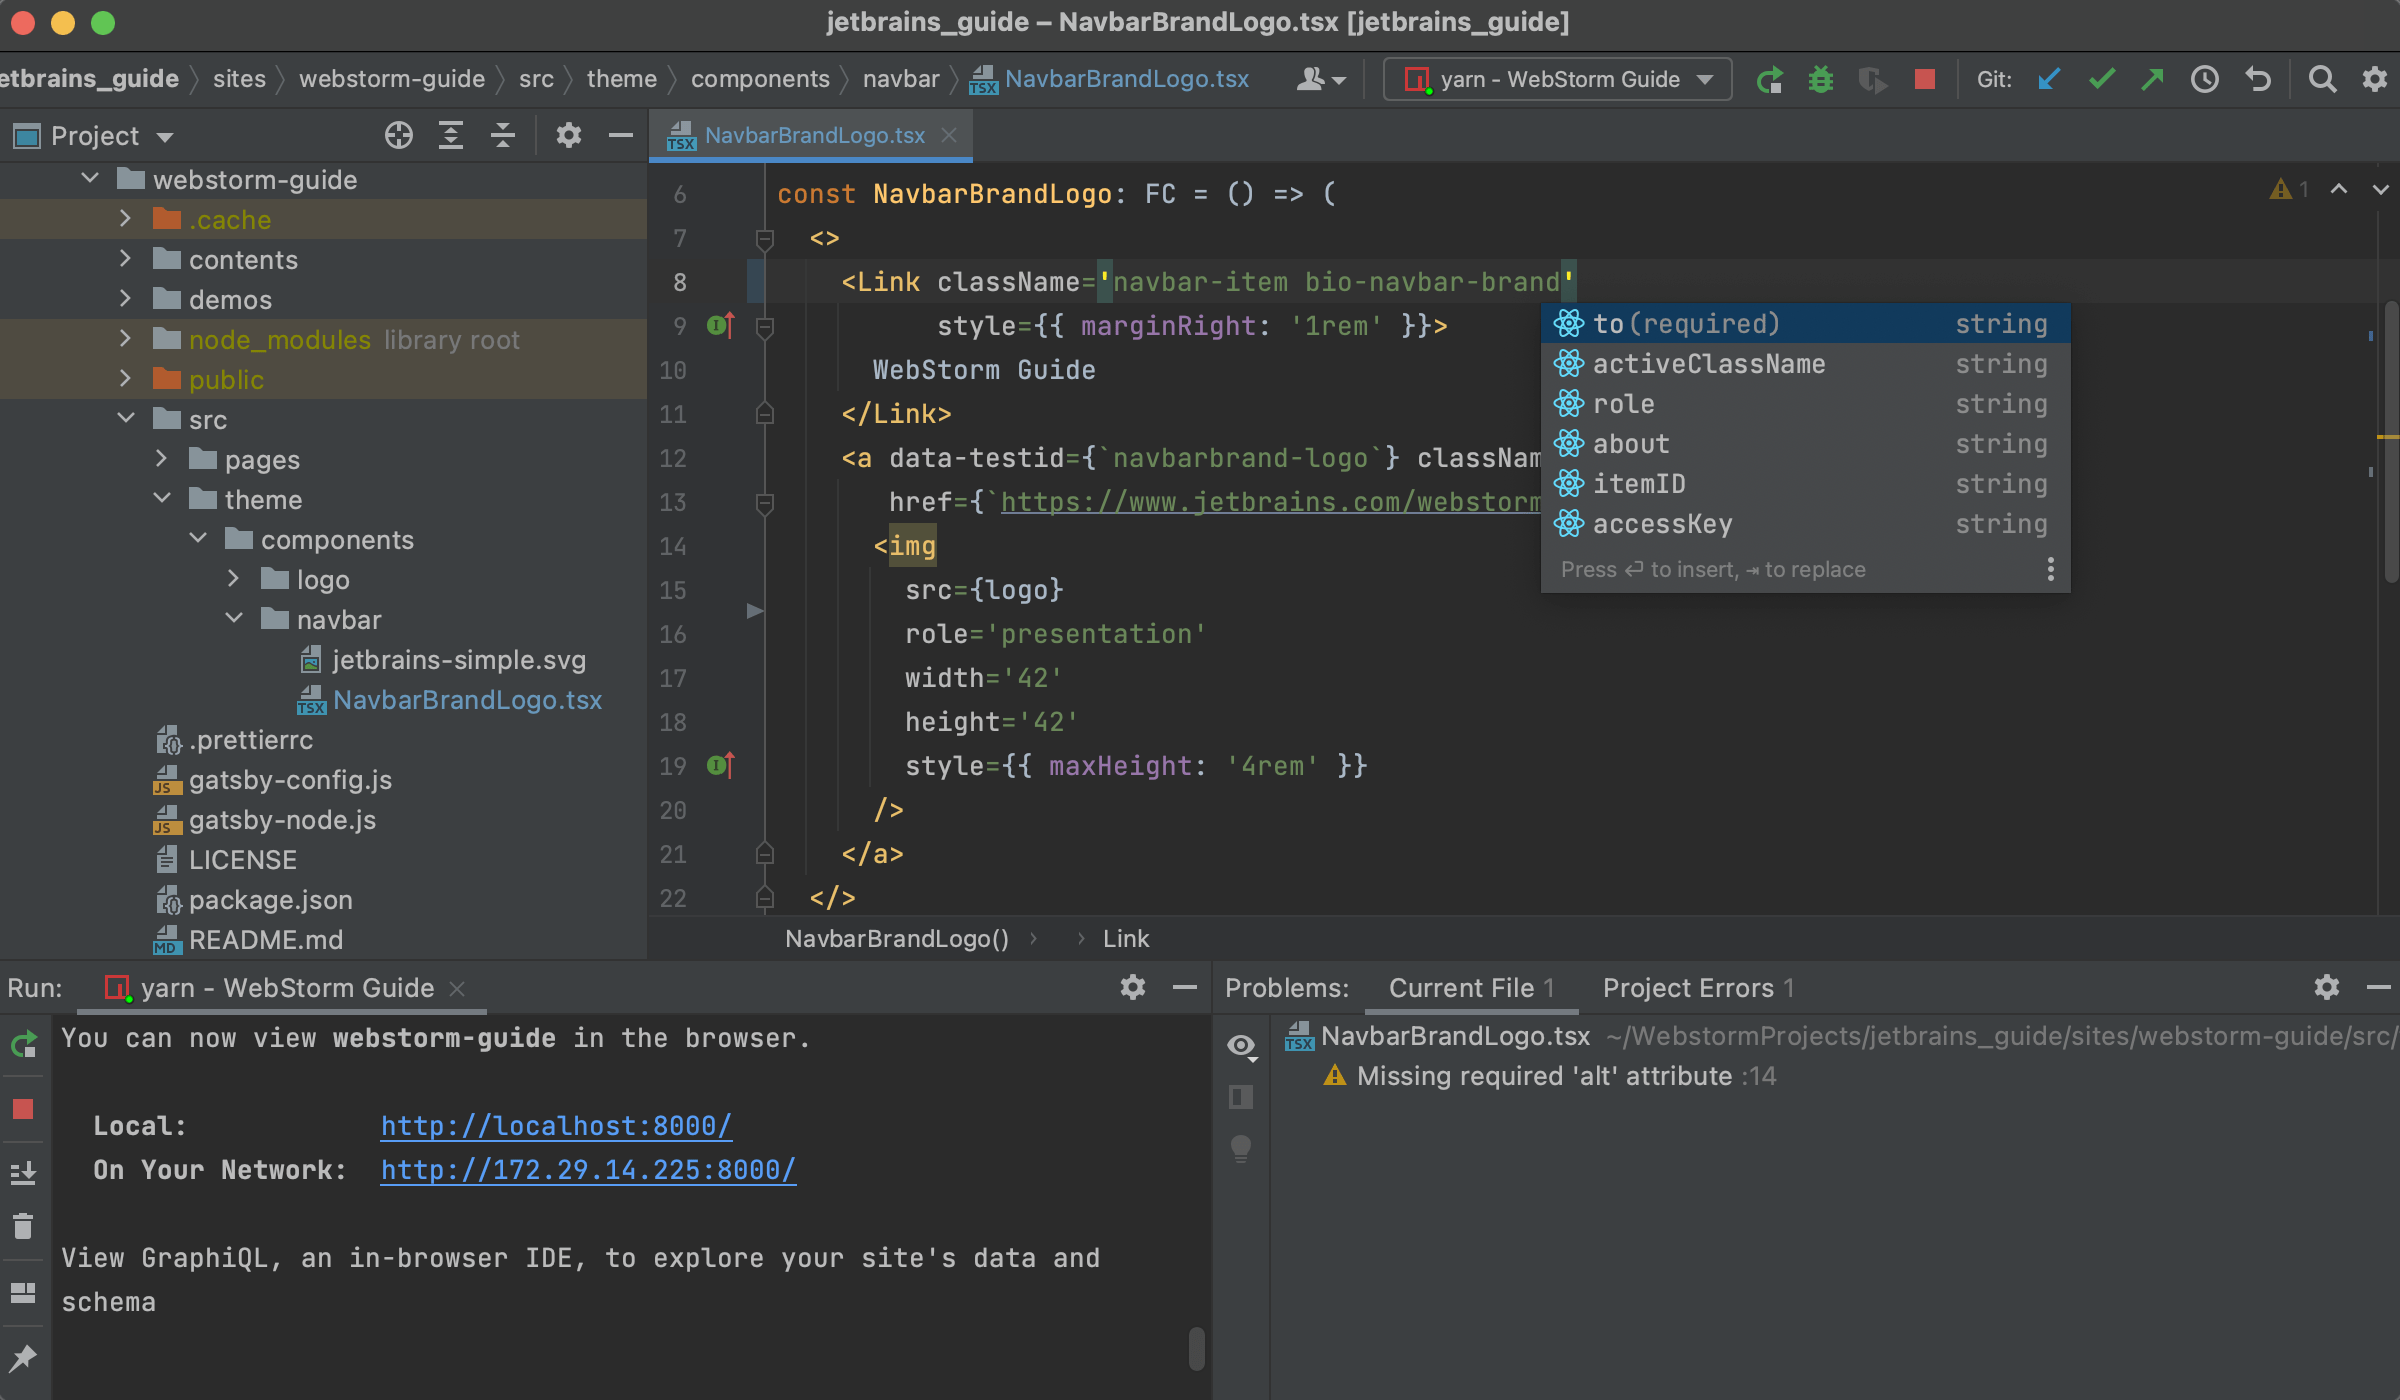 jetbrains_guide – NavbarBrandLogo.tsx [jetbrains_guide]
etbrains_guide sites webstorm-guide src theme components navbar NavbarBrandLogo.tsx yarn - WebStorm Guide Git:
Project
NavbarBrandLogo.tsx
webstorm-guide
.cache
contents
demos
node_modules library root
public
src
pages
theme
components
logo
navbar
jetbrains-simple.svg
NavbarBrandLogo.tsx
.prettierrc
gatsby-config.js
gatsby-node.js
LICENSE
package.json
README.md
6 const NavbarBrandLogo: FC = () => (
7 <>
8 <Link className='navbar-item bio-navbar-brand'
9 style={{ marginRight: '1rem' }}>
10 WebStorm Guide
11 </Link>
12 <a data-testid={`navbarbrand-logo`} classNam
13 href={`https://www.jetbrains.com/webstorm
14 <img
15 src={logo}
16 role='presentation'
17 width='42'
18 height='42'
19 style={{ maxHeight: '4rem' }}
20 />
21 </a>
22 </>
1
to (required) string
activeClassName string
role string
about string
itemID string
accessKey string
Press ↩ to insert, ⇥ to replace
NavbarBrandLogo() › › Link
Run: yarn - WebStorm Guide
You can now view webstorm-guide in the browser.
Local: http://localhost:8000/
On Your Network: http://172.29.14.225:8000/
View GraphiQL, an in-browser IDE, to explore your site's data and
schema
Problems: Current File 1 Project Errors 1
NavbarBrandLogo.tsx ~/WebstormProjects/jetbrains_guide/sites/webstorm-guide/src/
Missing required 'alt' attribute :14